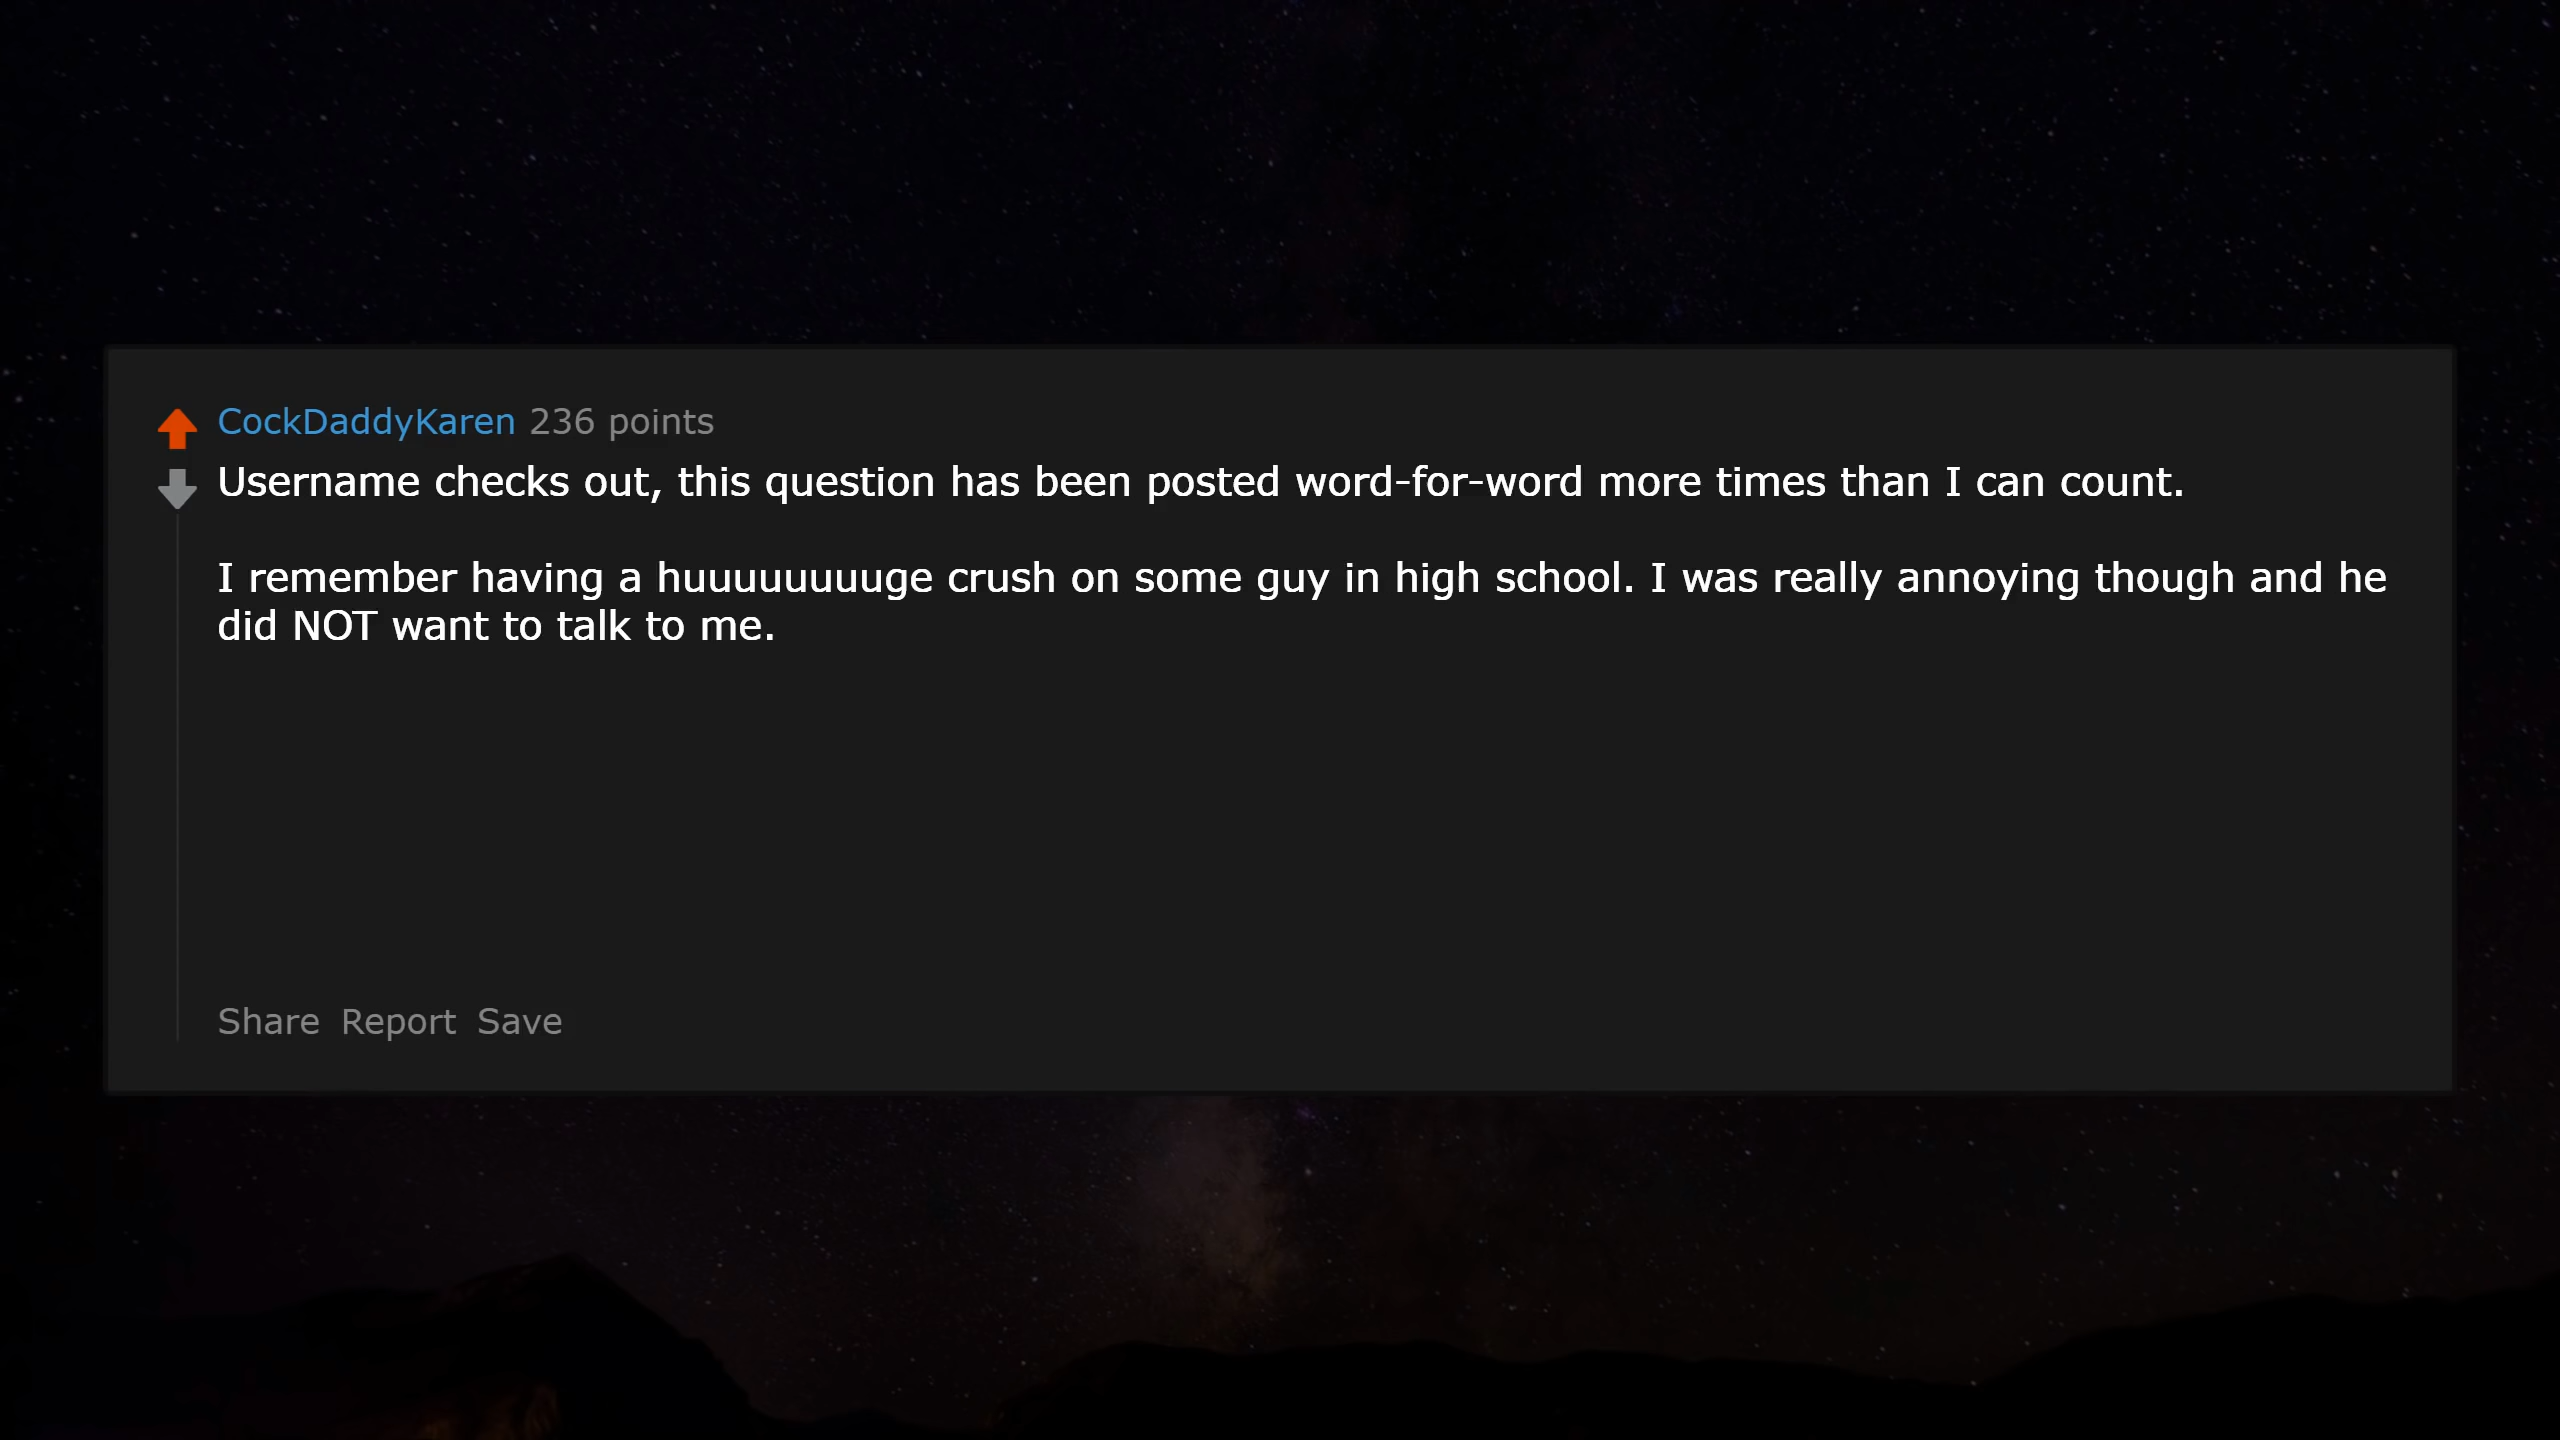 CockDaddyKaren 236 points
Username checks out, this question has been posted word-for-word more times than I can count.
I remember having a huuuuuuuuge crush on some guy in high school. I was really annoying though and he
did NOT want to talk to me.
Share Report Save